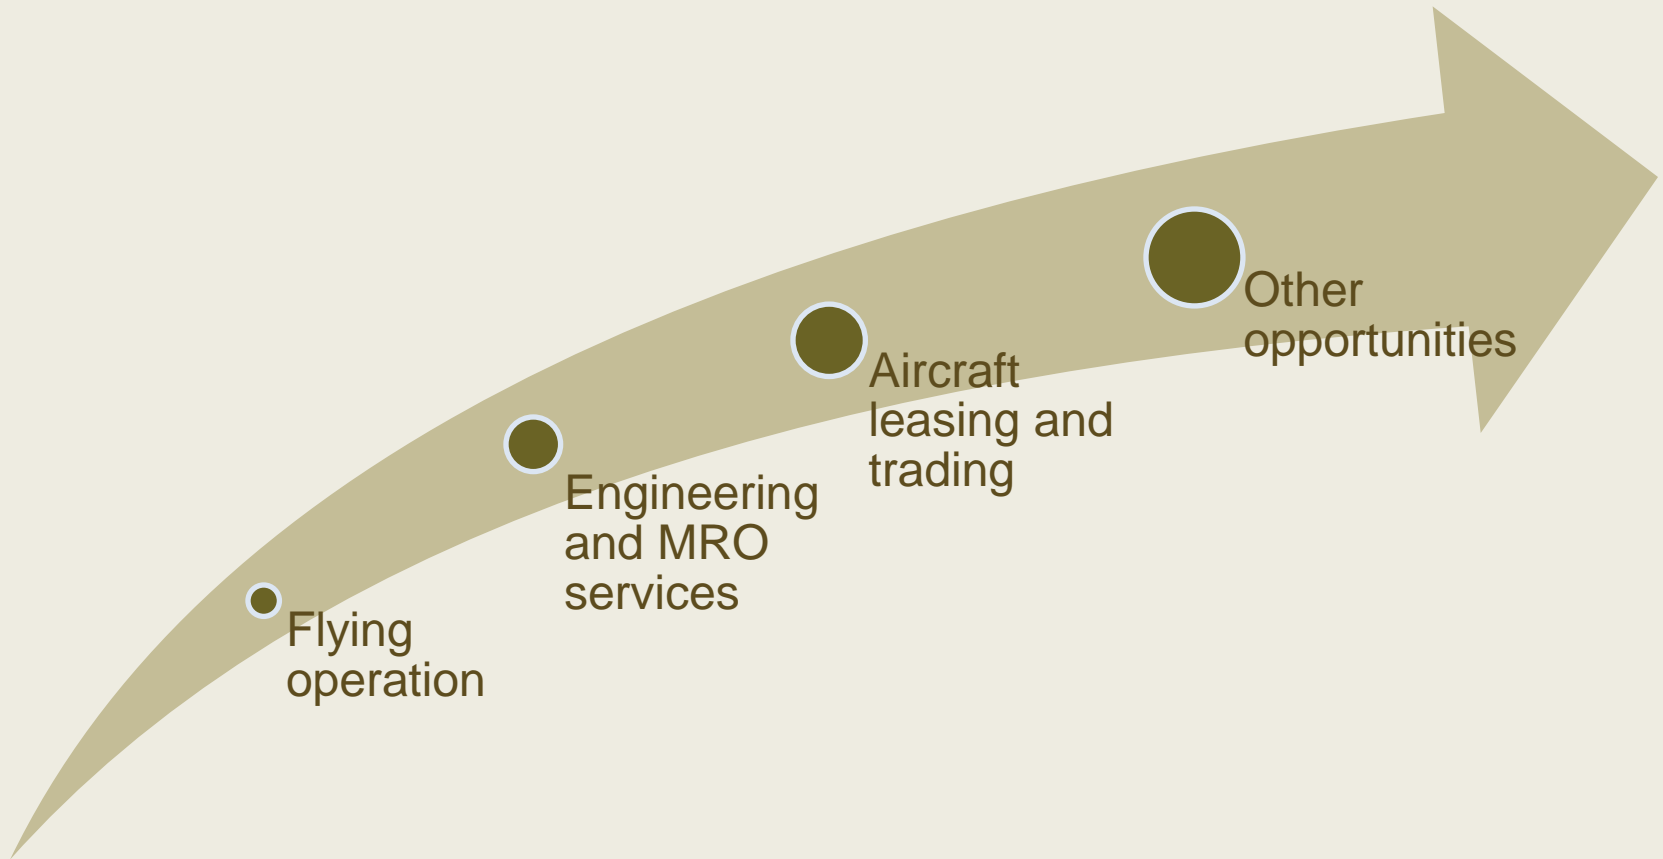 Flying
operation
Engineering
and MRO
services
Aircraft
leasing and
trading
Other
opportunities